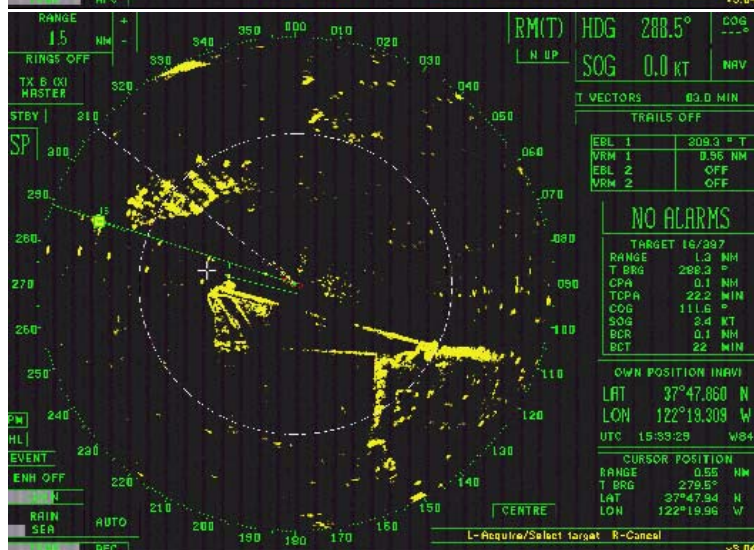 RANGE
1.5 NM
+
-
RINGS OFF
TX B (X)
MASTER
STBY
SP
RM(T)
N UP
HDG 288.5°
SOG 0.0 KT
COG
---°
NAV
T VECTORS 03.0 MIN
TRAILS OFF
EBL 1 309.3 ° T
VRM 1 0.96 NM
EBL 2 OFF
VRM 2 OFF
NO ALARMS
TARGET 16/397
RANGE 1.3 NM
T BRG 288.3 °
CPA 0.1 NM
TCPA 22.2 MIN
COG 111.6 °
SOG 3.4 KT
BCR 0.1 NM
BCT 22 MIN
OWN POSITION (NAV)
LAT 37°47.860 N
LON 122°19.309 W
UTC 15:39:29 W84
CURSOR POSITION
RANGE 0.55 NM
T BRG 279.5°
LAT 37°47.94 N
LON 122°19.96 W
000
030
040
050
060
070
080
090
100
110
120
130
140
150
160
170
180
190
200
210
220
230
240
250
260
270
280
290
300
310
320
330
340
350
16
PM
HL
EVENT
ENH OFF
RAIN
SEA
AUTO
CENTRE
L-Acquire/Select target R-Cancel